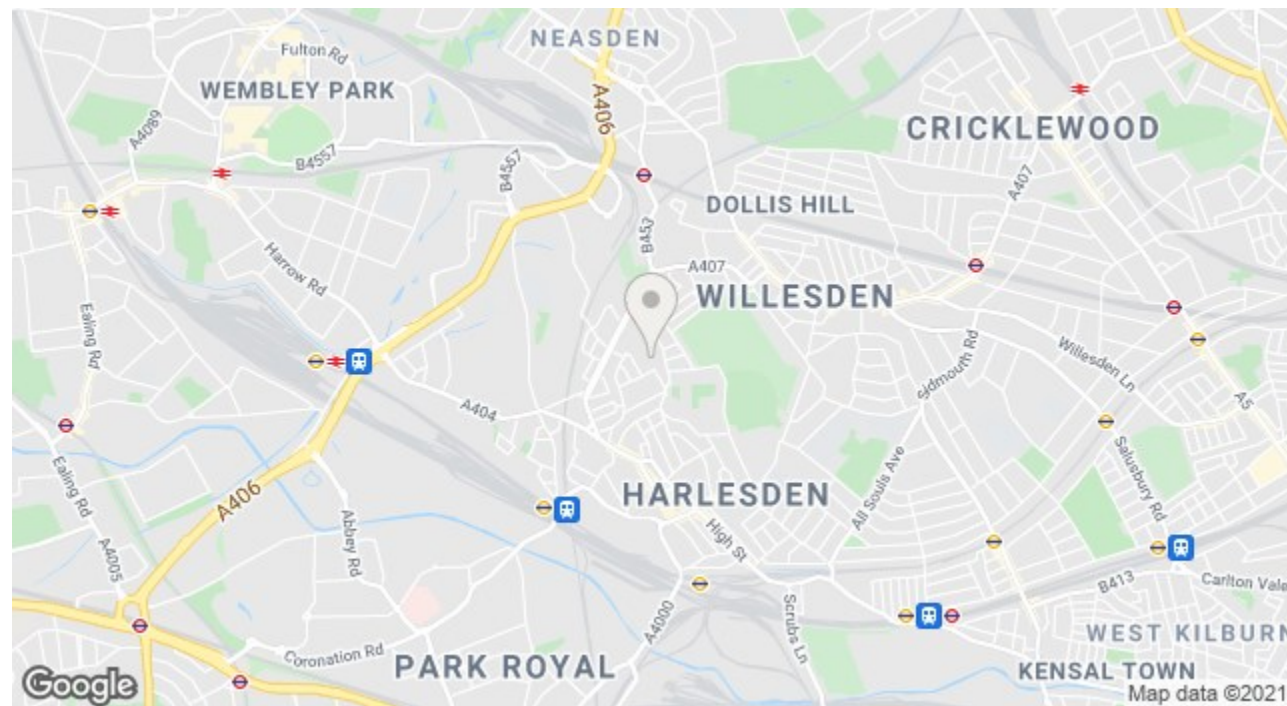 NEASDEN
Fulton Rd
WEMBLEY PARK
A406
A4089
CRICKLEWOOD
B4557
B4557
A407
DOLLIS HILL
B453
Harrow Rd
A407
WILLESDEN
Ealing Rd
Sidmouth Rd
Willesden Ln
A5
A404
Salusbury Rd
Ealing Rd
A406
HARLESDEN
All Souls Ave
Abbey Rd
High St
A4005
B413
Carlton Vale
A4000
Scrubs Ln
WEST KILBURN
Coronation Rd
PARK ROYAL
KENSAL TOWN
Google
Map data ©2021